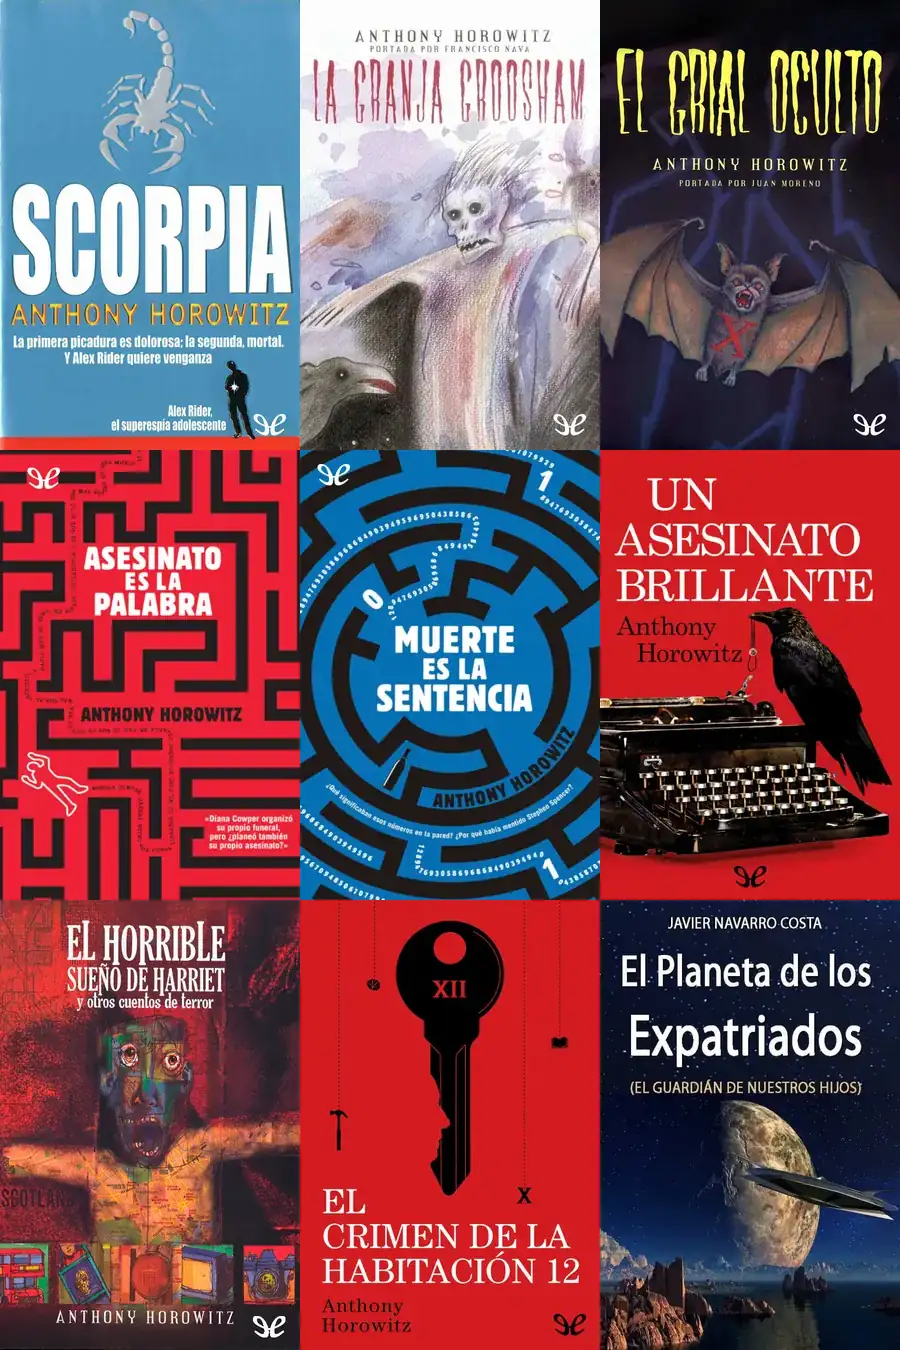 SCORPIA
ANTHONY HOROWITZ
La primera picadura es dolorosa; la segunda, mortal.
Y Alex Rider quiere venganza
Alex Rider,
el superespía adolescente
ANTHONY HOROWITZ
PORTADA POR FRANCISCO NAVA
LA GRANJA GROOSHAM
EL GRIAL OCULTO
ANTHONY HOROWITZ
PORTADA POR JUAN MORENO
ASESINATO
ES LA
PALABRA
ANTHONY HOROWITZ
«Diana Cowper organizó
su propio funeral,
pero ¿planeó también
su propio asesinato?»
1
0
MUERTE
ES LA
SENTENCIA
ANTHONY HOROWITZ
¿Qué significaban esos números en la pared? ¿Por qué había mentido Stephen Spencer?
1
UN
ASESINATO
BRILLANTE
Anthony
Horowitz
EL HORRIBLE
SUEÑO DE HARRIET
y otros cuentos de terror
SCOTLAND
ANTHONY HOROWITZ
XII
X
EL
CRIMEN DE LA
HABITACIÓN 12
Anthony
Horowitz
JAVIER NAVARRO COSTA
El Planeta de los
Expatriados
(EL GUARDIÁN DE NUESTROS HIJOS)